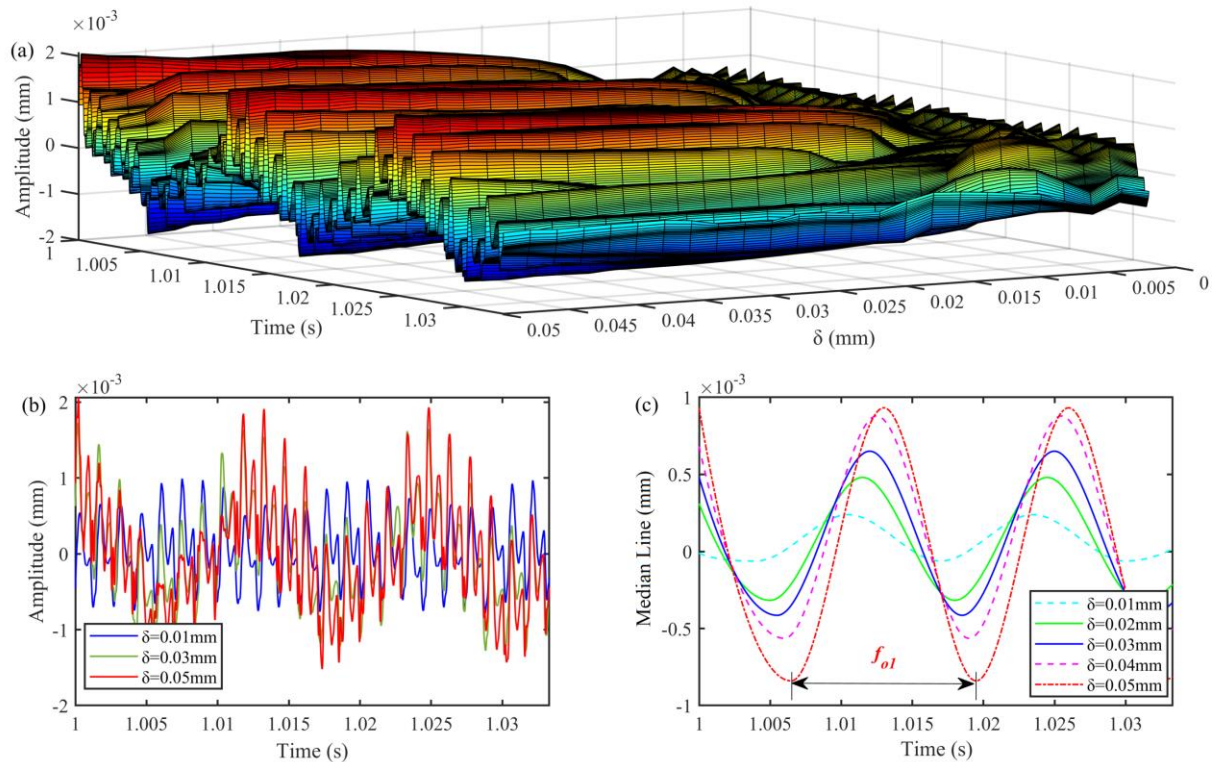 (a)
×10⁻³
Amplitude (mm)
2
1
0
-1
-2
1
1.005
1.01
1.015
1.02
1.025
1.03
Time (s)
0.05
0.045
0.04
0.035
0.03
0.025
0.02
0.015
0.01
0.005
0
δ (mm)
(b)
×10⁻³
Amplitude (mm)
2
1
0
-1
-2
δ=0.01mm
δ=0.03mm
δ=0.05mm
1 1.005 1.01 1.015 1.02 1.025 1.03
Time (s)
(c)
×10⁻³
Median Line (mm)
1
0.5
0
-0.5
-1
fo1
δ=0.01mm
δ=0.02mm
δ=0.03mm
δ=0.04mm
δ=0.05mm
1 1.005 1.01 1.015 1.02 1.025 1.03
Time (s)